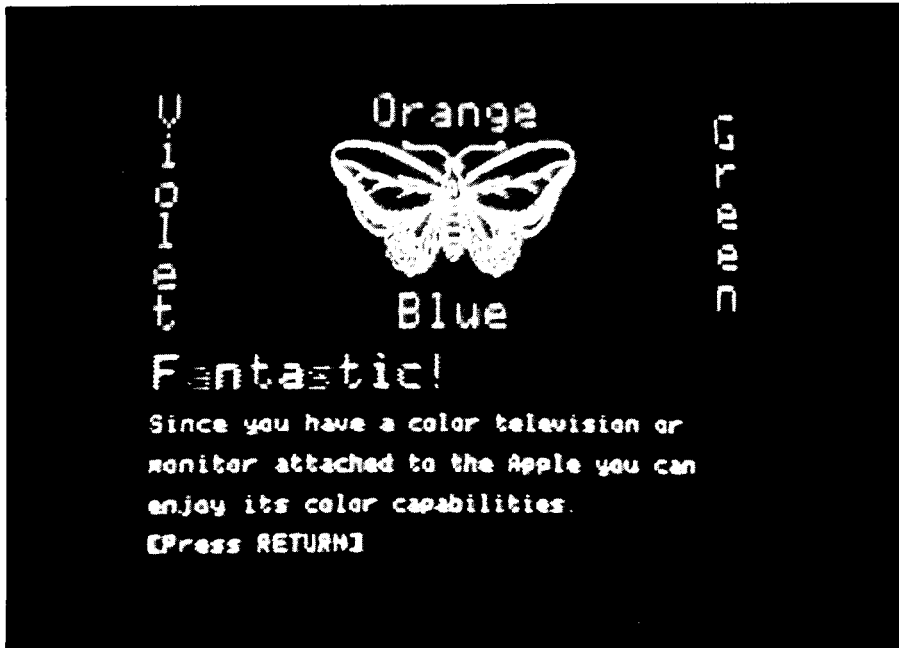 Violet
Orange
Green
Blue
Fantastic!
Since you have a color television or
monitor attached to the Apple you can
enjoy its color capabilities.
[Press RETURN]